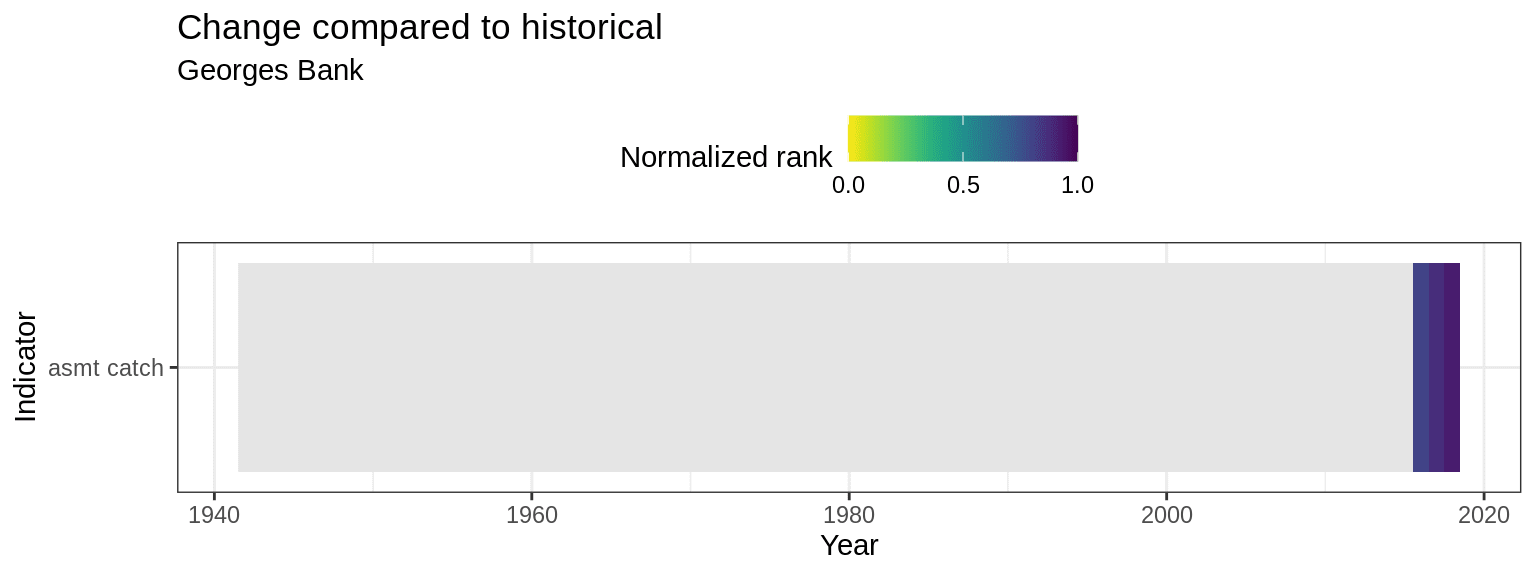 Change compared to historical
Georges Bank
Normalized rank
0.0 0.5 1.0
Indicator
asmt catch
1940 1960 1980 2000 2020
Year